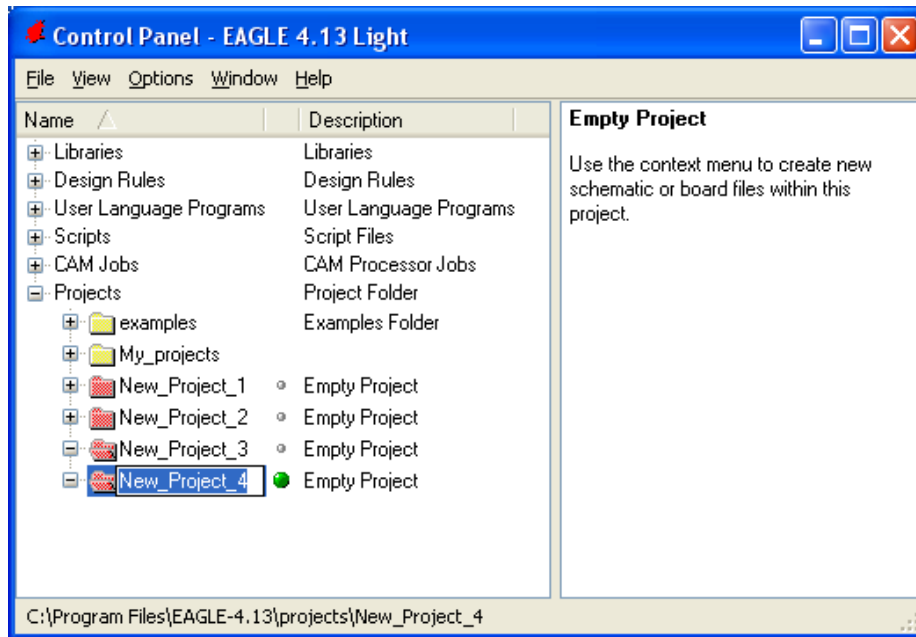 Control Panel - EAGLE 4.13 Light
File View Options Window Help
Name Description
Libraries Libraries
Design Rules Design Rules
User Language Programs User Language Programs
Scripts Script Files
CAM Jobs CAM Processor Jobs
Projects Project Folder
examples Examples Folder
My_projects
New_Project_1 Empty Project
New_Project_2 Empty Project
New_Project_3 Empty Project
New_Project_4 Empty Project
Empty Project
Use the context menu to create new
schematic or board files within this
project.
C:\Program Files\EAGLE-4.13\projects\New_Project_4